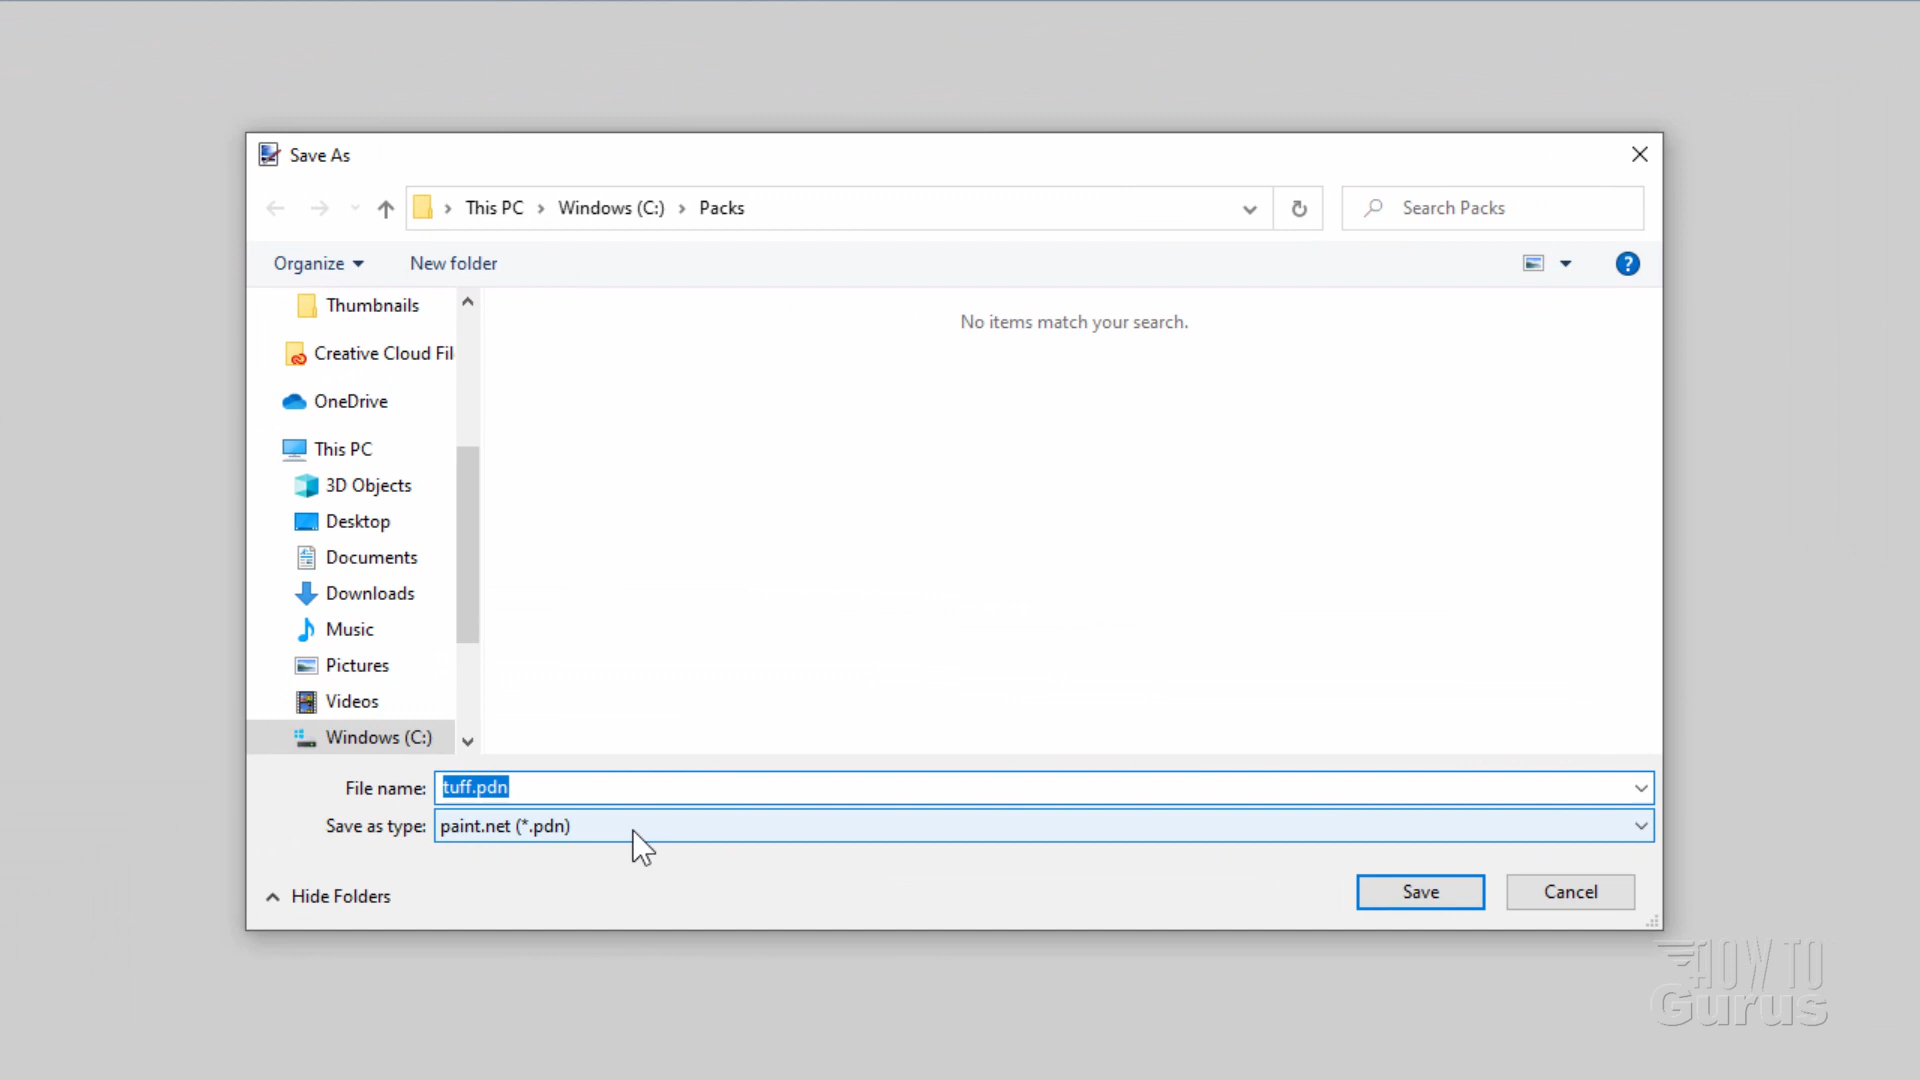 Save As
This PC
Windows (C:)
Packs
Search Packs
Organize
New folder
?
Thumbnails
Creative Cloud Fil
OneDrive
This PC
3D Objects
Desktop
Documents
Downloads
Music
Pictures
Videos
Windows (C:)
No items match your search.
File name: tuff.pdn
Save as type: paint.net (*.pdn)
Hide Folders
Save
Cancel
HOW TO
Gurus